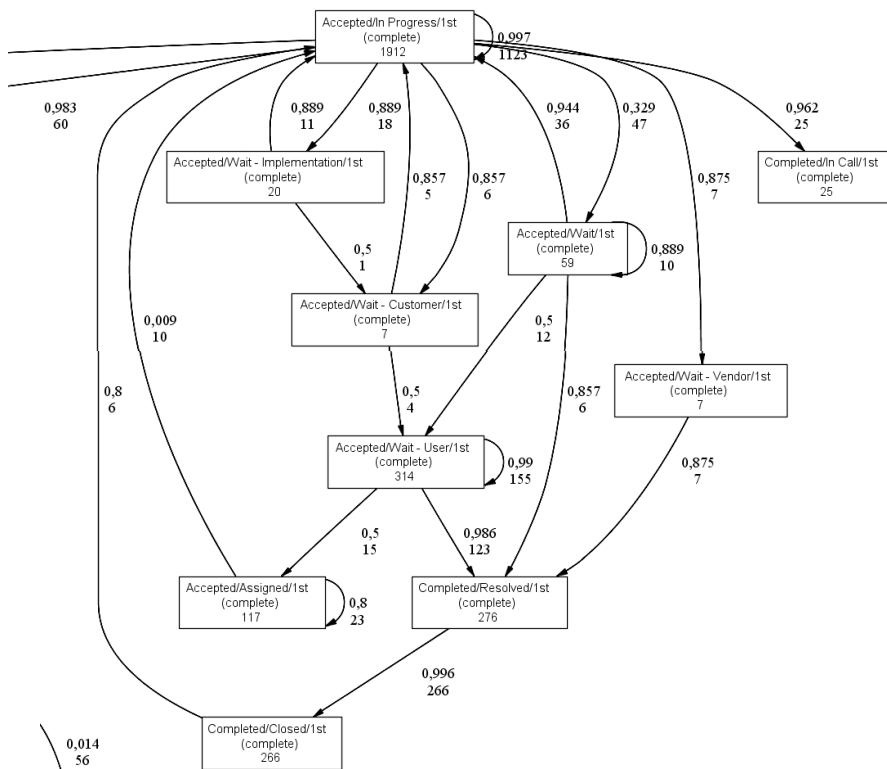 Accepted/In Progress/1st
(complete)
1912
0,997
1123
0,983
60
0,889
11
0,889
18
0,944
36
0,329
47
0,962
25
Accepted/Wait - Implementation/1st
(complete)
20
Completed/In Call/1st
(complete)
25
0,857
5
0,857
6
0,875
7
Accepted/Wait/1st
(complete)
59
0,889
10
0,5
1
Accepted/Wait - Customer/1st
(complete)
7
0,009
10
0,5
12
Accepted/Wait - Vendor/1st
(complete)
7
0,8
6
0,5
4
0,857
6
Accepted/Wait - User/1st
(complete)
314
0,99
155
0,875
7
0,5
15
0,986
123
Accepted/Assigned/1st
(complete)
117
0,8
23
Completed/Resolved/1st
(complete)
276
0,996
266
Completed/Closed/1st
(complete)
266
0,014
56